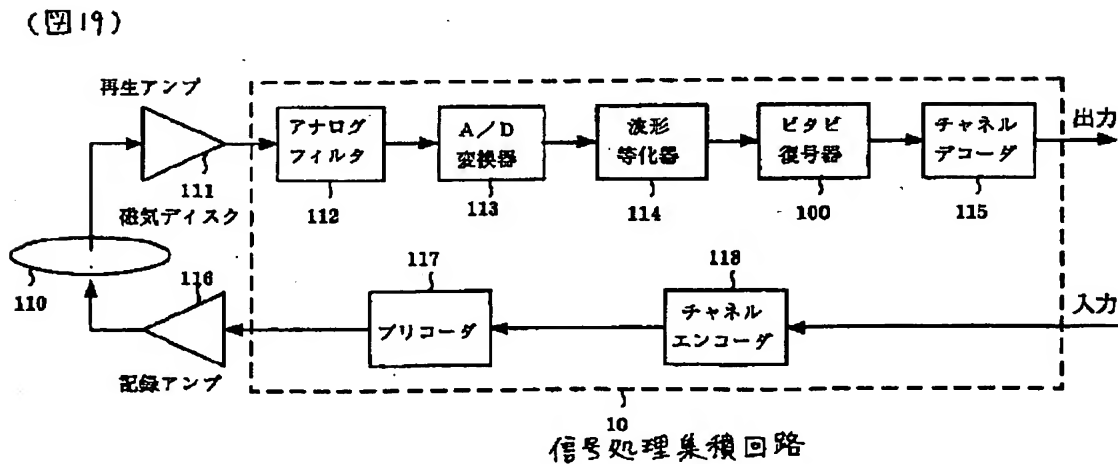 (図19)
再生アンプ
アナログ
フィルタ
A/D
変換器
波形
等化器
ビタビ
復号器
チャネル
デコーダ
出力
111
112
113
114
100
115
磁気ディスク
110
116
117
118
プリコーダ
チャネル
エンコーダ
入力
記録アンプ
10
信号処理集積回路